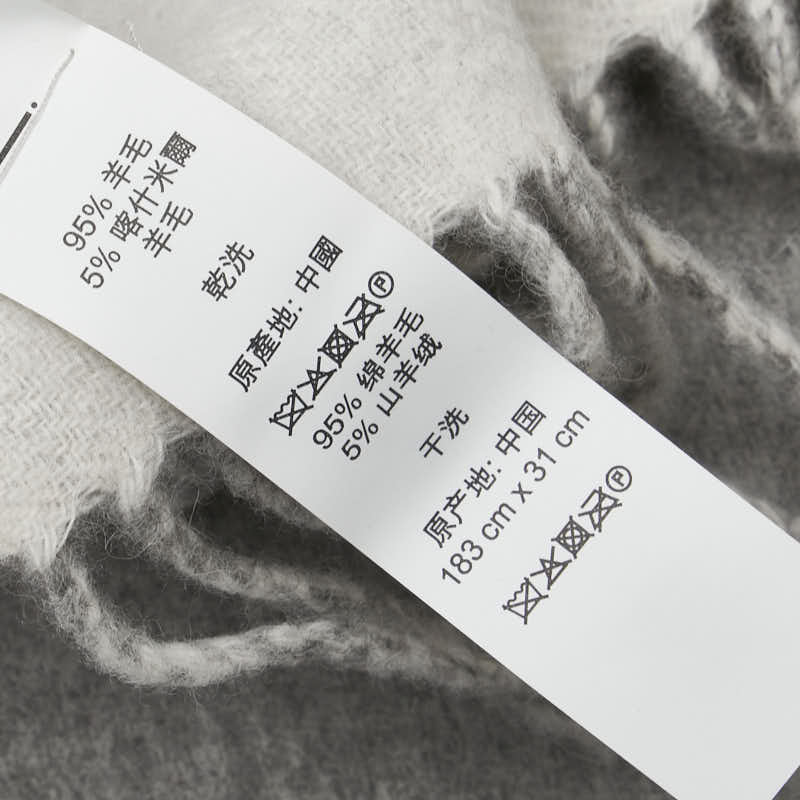 95% 羊毛
5% 喀什米爾
羊毛
乾洗
原產地: 中國
P
95% 绵羊毛
5% 山羊绒
干洗
原产地: 中国
183 cm x 31 cm
P